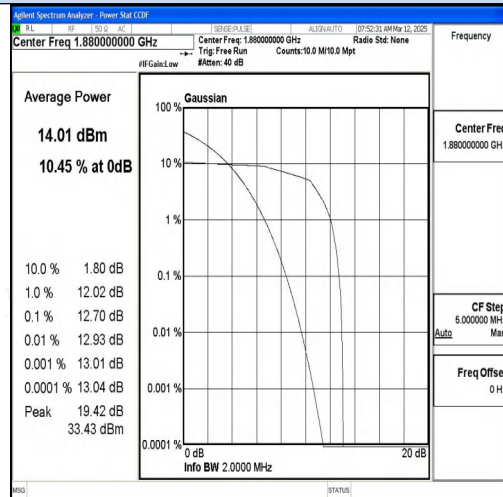 Agilent Spectrum Analyzer - Power Stat CCDF
RL RF 50 Ω AC SENSE:PULSE ALIGN AUTO 07:52:31 AM Mar 12, 2025
Center Freq 1.880000000 GHz
Center Freq: 1.880000000 GHz Radio Std: None
Trig: Free Run Counts:10.0 M/10.0 Mpt
#IFGain:Low #Atten: 40 dB
Frequency
Average Power
14.01 dBm
10.45 % at 0dB
10.0 % 1.80 dB
1.0 % 12.02 dB
0.1 % 12.70 dB
0.01 % 12.93 dB
0.001 % 13.01 dB
0.0001 % 13.04 dB
Peak 19.42 dB
33.43 dBm
Gaussian
100 %
10 %
1 %
0.1 %
0.01 %
0.001 %
0.0001 %
0 dB 20 dB
Info BW 2.0000 MHz
Center Fre
1.880000000 GH
CF Step
5.000000 MH
Auto Ma
Freq Offse
0 H
MSG STATUS